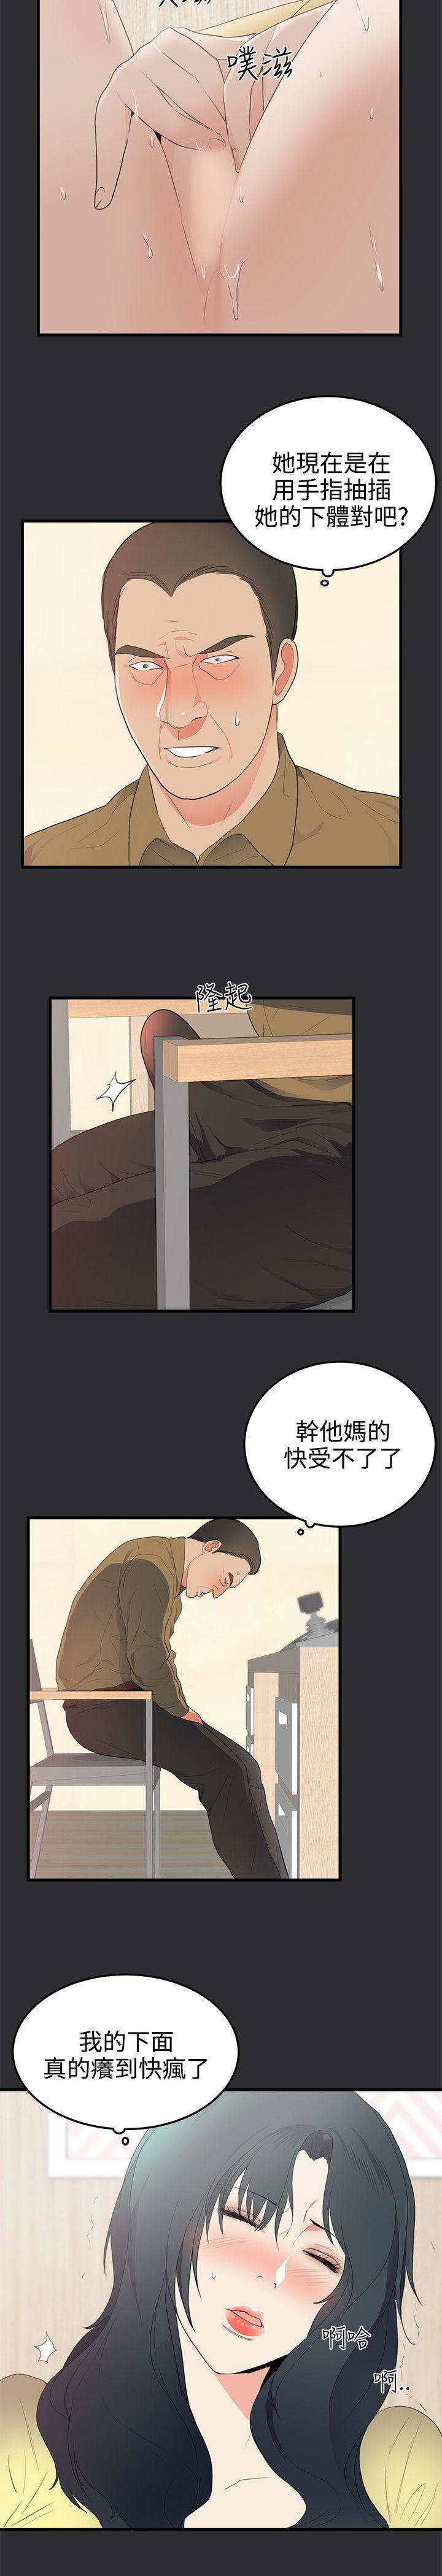 噗滋
她現在是在
用手指抽插
她的下體對吧?
隆起
幹他媽的
快受不了了
我的下面
真的癢到快瘋了
啊哈
啊..